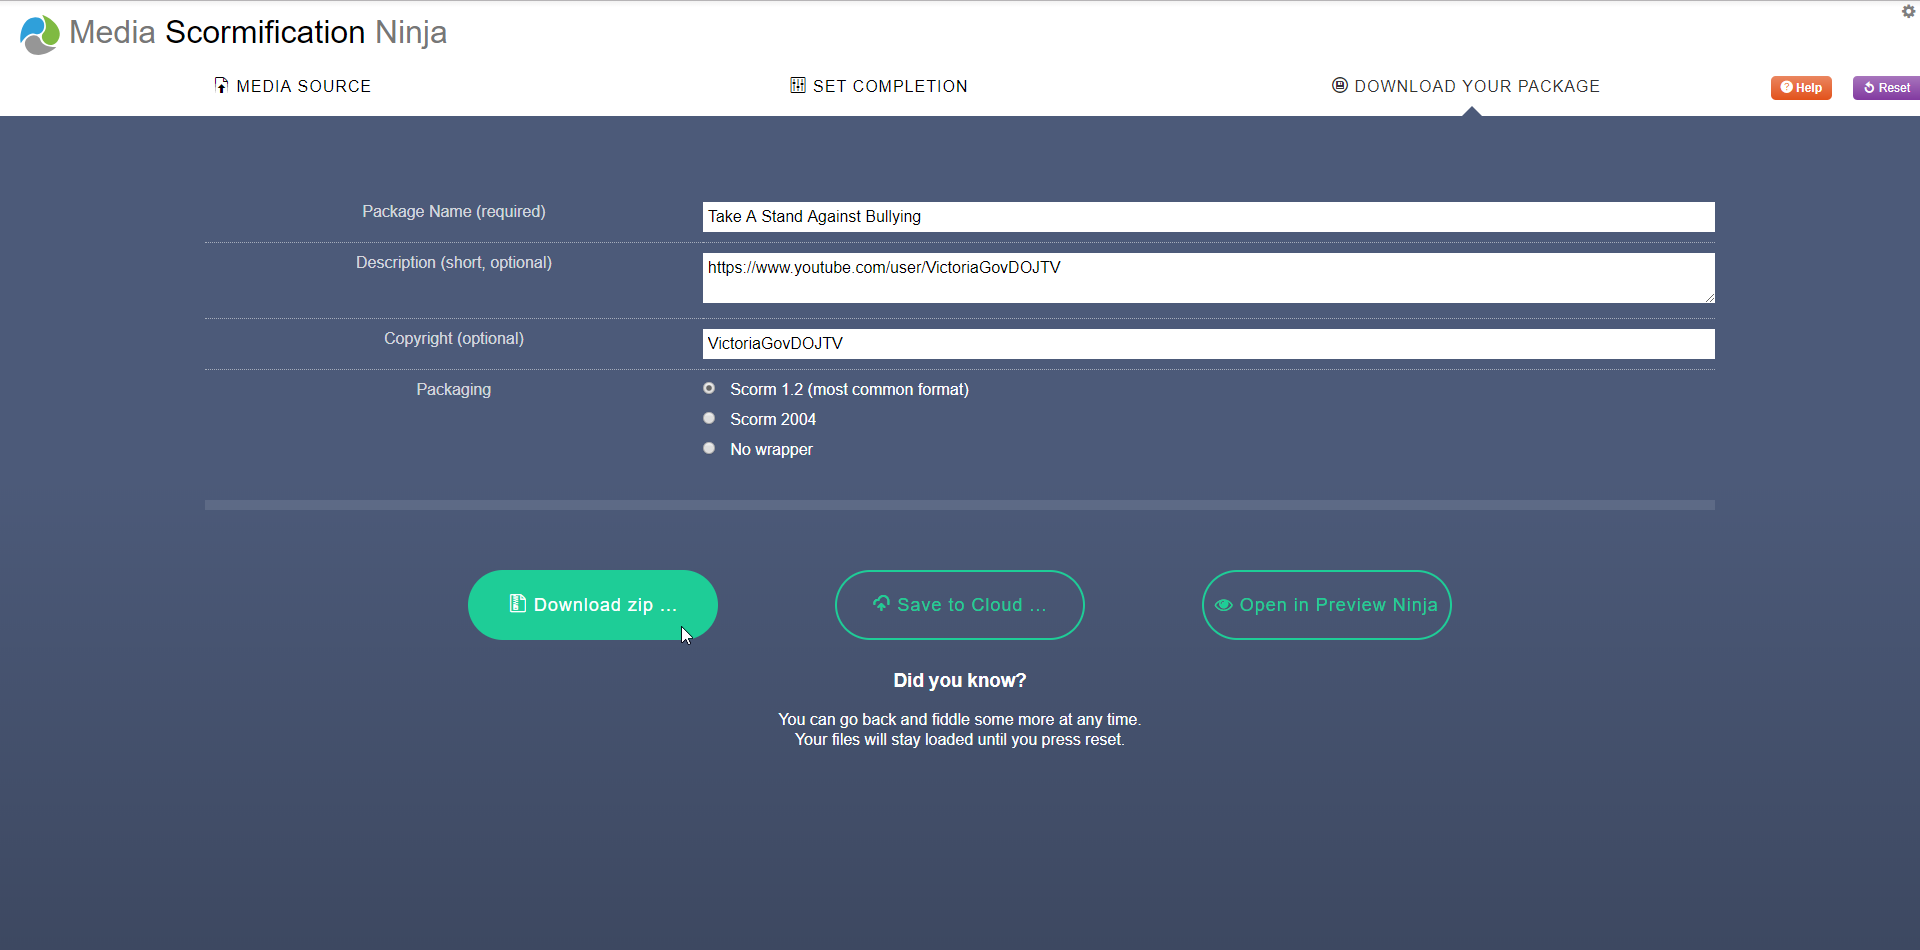 Media Scormification Ninja
MEDIA SOURCE
SET COMPLETION
DOWNLOAD YOUR PACKAGE
Help
Reset
Package Name (required)
Take A Stand Against Bullying
Description (short, optional)
https://www.youtube.com/user/VictoriaGovDOJTV
Copyright (optional)
VictoriaGovDOJTV
Packaging
Scorm 1.2 (most common format)
Scorm 2004
No wrapper
Download zip ...
Save to Cloud ...
Open in Preview Ninja
Did you know?
You can go back and fiddle some more at any time.
Your files will stay loaded until you press reset.